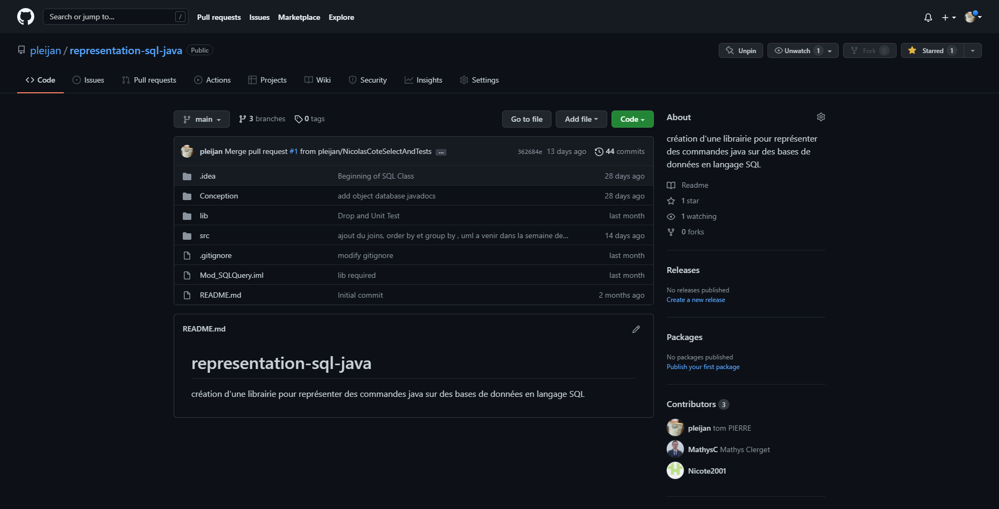 Search or jump to... /
Pull requests Issues Marketplace Explore
pleijan / representation-sql-java Public
Unpin Unwatch 1 Fork 0 Starred 1
Code Issues Pull requests Actions Projects Wiki Security Insights Settings
main 3 branches 0 tags Go to file Add file Code
pleijan Merge pull request #1 from pleijan/NicolasCoteSelectAndTests ... 362684e 13 days ago 44 commits
.idea Beginning of SQL Class 28 days ago
Conception add object database javadocs 28 days ago
lib Drop and Unit Test last month
src ajout du joins, order by et group by , uml a venir dans la semaine de... 14 days ago
.gitignore modify gitignore last month
Mod_SQLQuery.iml lib required last month
README.md Initial commit 2 months ago
README.md
representation-sql-java
création d'une librairie pour représenter des commandes java sur des bases de données en langage SQL
About
création d'une librairie pour représenter
des commandes java sur des bases de
données en langage SQL
Readme
1 star
1 watching
0 forks
Releases
No releases published
Create a new release
Packages
No packages published
Publish your first package
Contributors 3
pleijan tom PIERRE
MathysC Mathys Clerget
Nicote2001